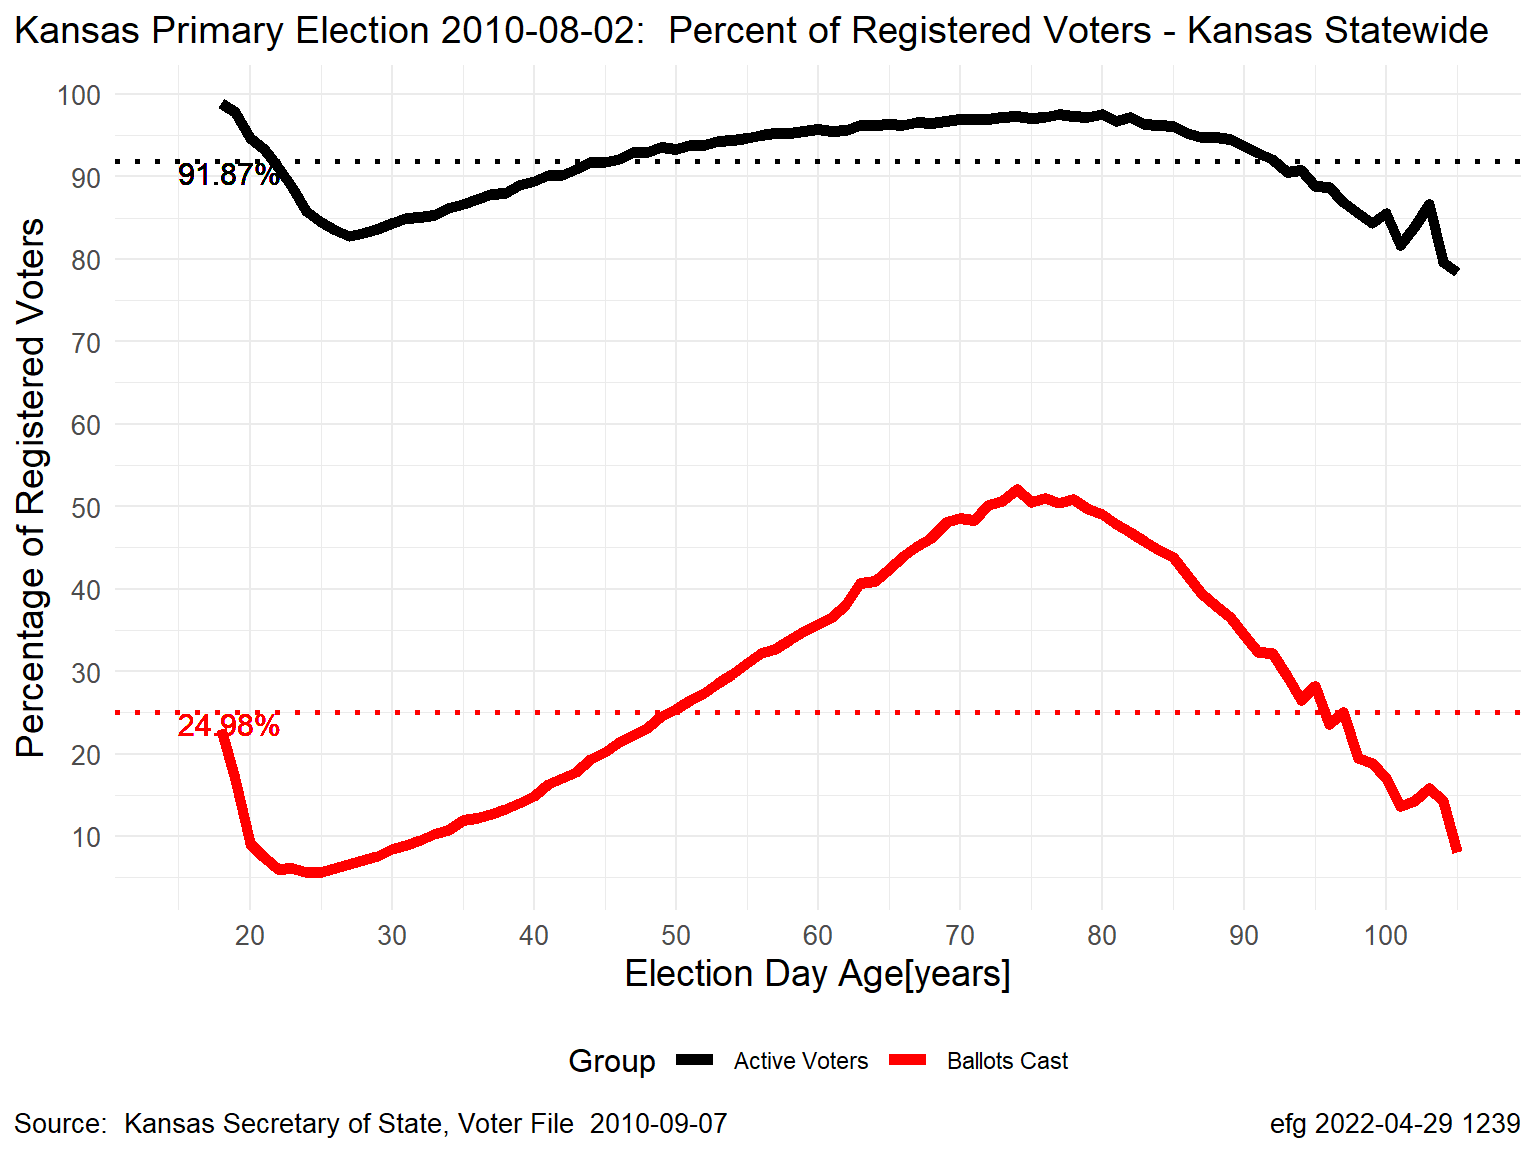 Kansas Primary Election 2010-08-02:  Percent of Registered Voters - Kansas Statewide
Percentage of Registered Voters
100
90
80
70
60
50
40
30
20
10
91.87%
24.98%
20 30 40 50 60 70 80 90 100
Election Day Age[years]
Group Active Voters Ballots Cast
Source:  Kansas Secretary of State, Voter File  2010-09-07
efg 2022-04-29 1239